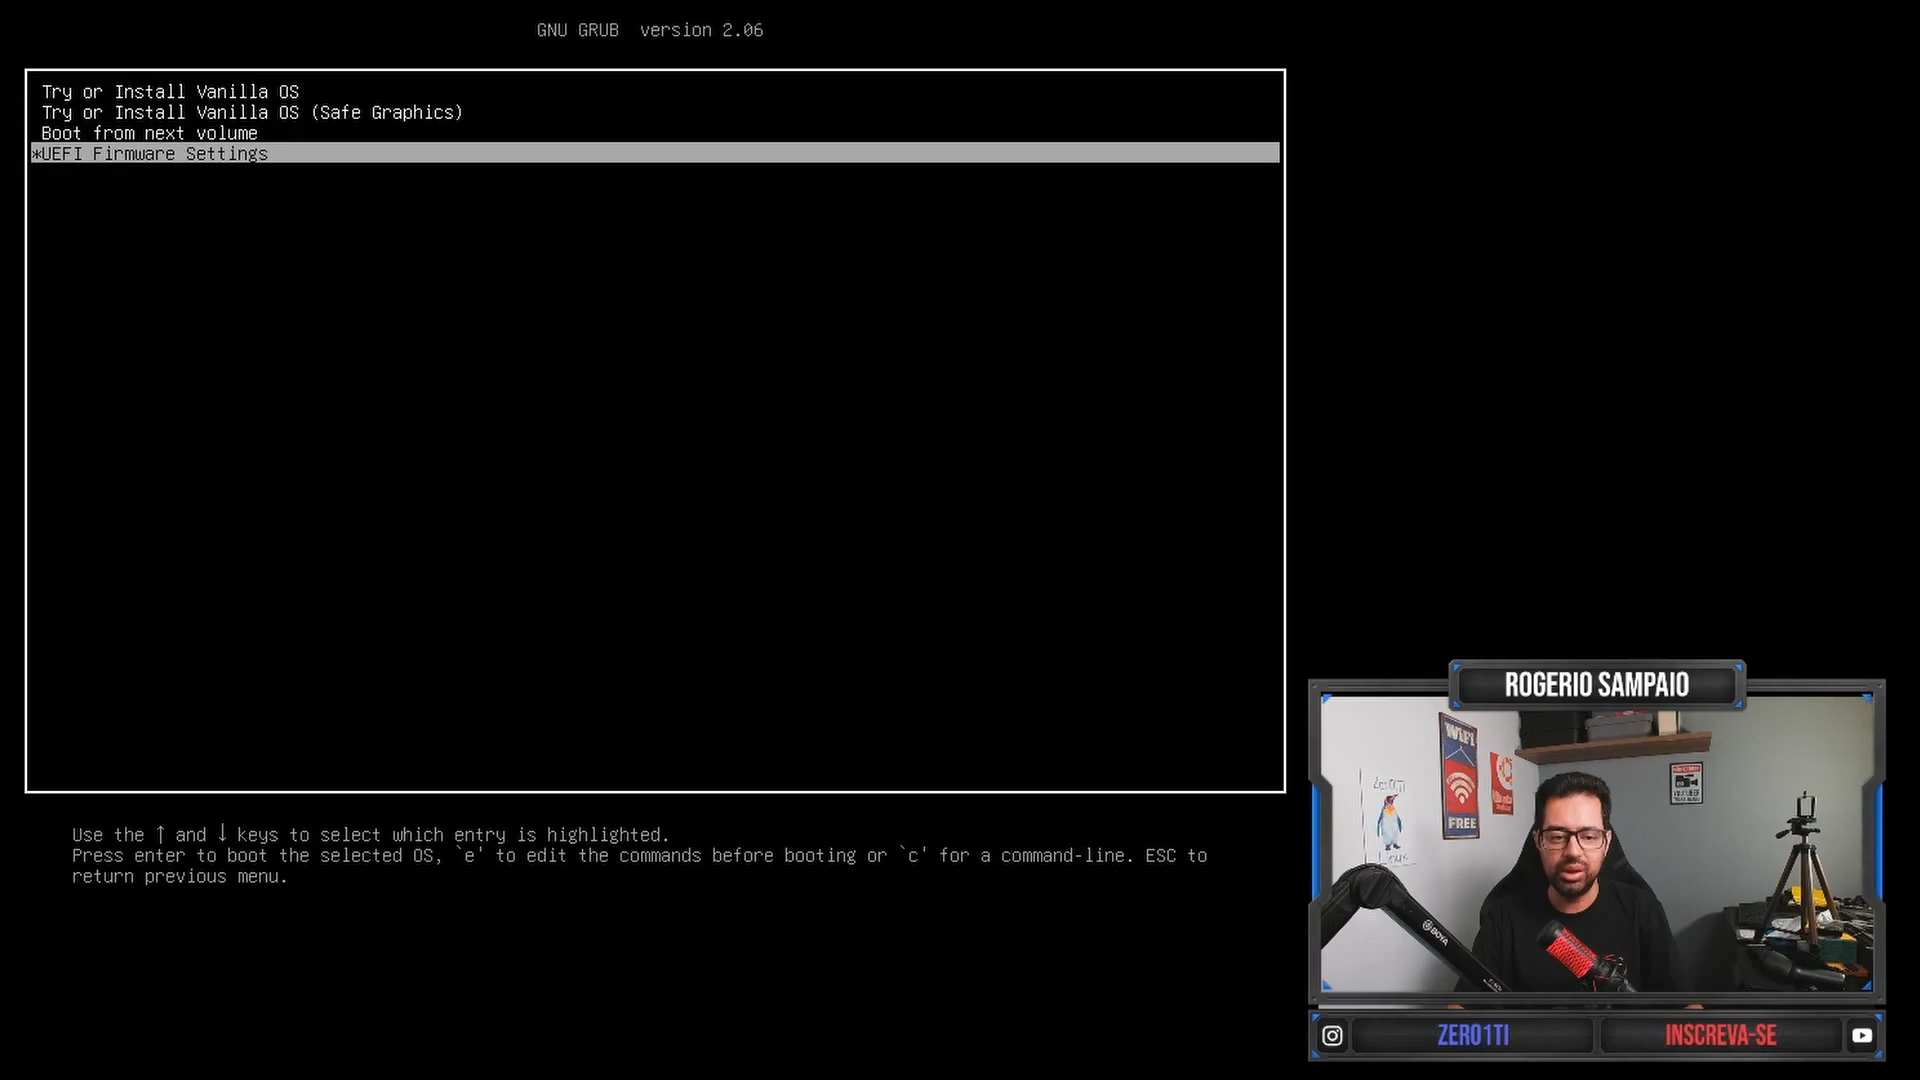 GNU GRUB  version 2.06
Try or Install Vanilla OS
Try or Install Vanilla OS (Safe Graphics)
Boot from next volume
*UEFI Firmware Settings
Use the ↑ and ↓ keys to select which entry is highlighted.
Press enter to boot the selected OS, `e' to edit the commands before booting or `c' for a command-line. ESC to
return previous menu.
ROGERIO SAMPAIO
WiFi
FREE
Linux
BOYA
ZERO1TI
INSCREVA-SE